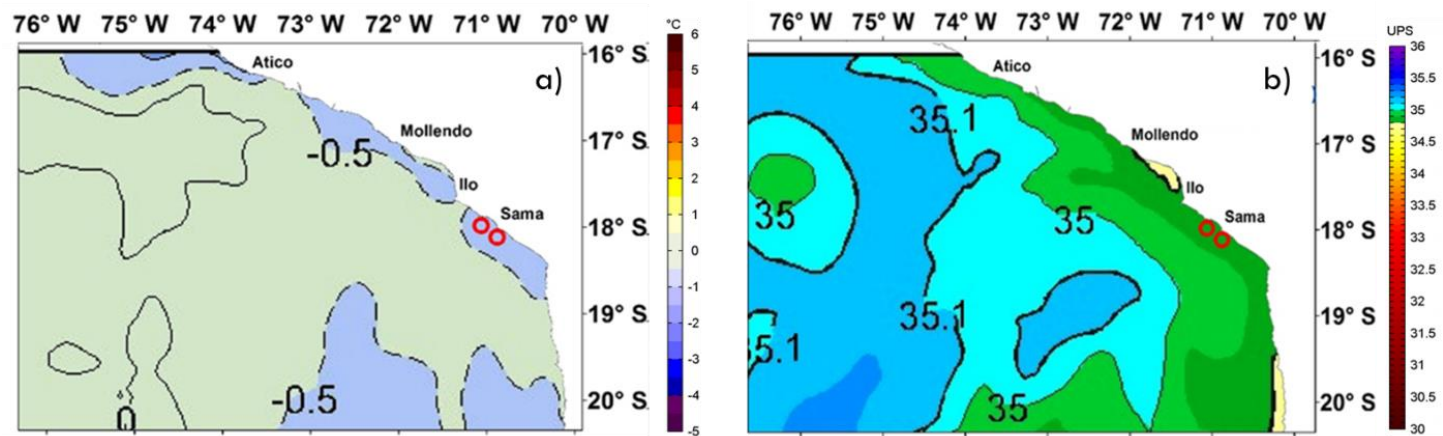 76° W 75° W 74° W 73° W 72° W 71° W 70° W
°C
6
5
4
3
2
1
0
-1
-2
-3
-4
-5
16° S
17° S
18° S
19° S
20° S
a)
Atico
Mollendo
-0.5
Ilo
Sama
-0.5
0
76° W 75° W 74° W 73° W 72° W 71° W 70° W
UPS
36
35.5
35
34.5
34
33.5
33
32.5
32
31.5
31
30.5
30
16° S
17° S
18° S
19° S
20° S
b)
Atico
35.1
Mollendo
Ilo
35
35
Sama
35.1
5.1
35